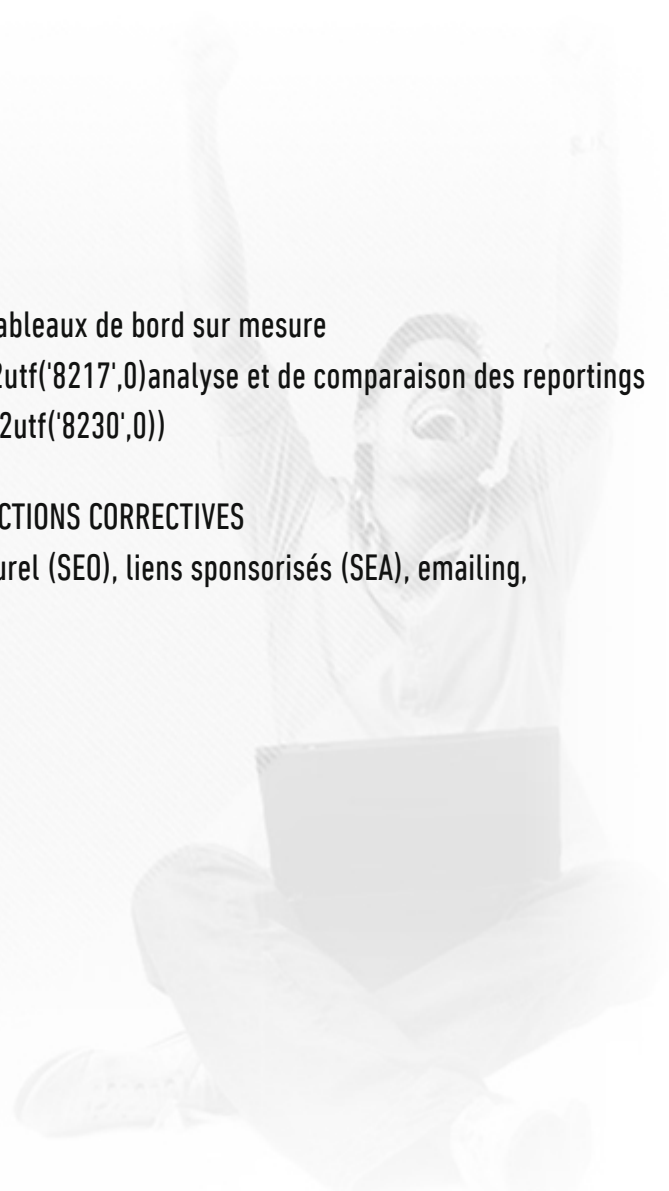 ableaux de bord sur mesure
2utf('8217',0)analyse et de comparaison des reportings
2utf('8230',0))
CTIONS CORRECTIVES
urel (SEO), liens sponsorisés (SEA), emailing,